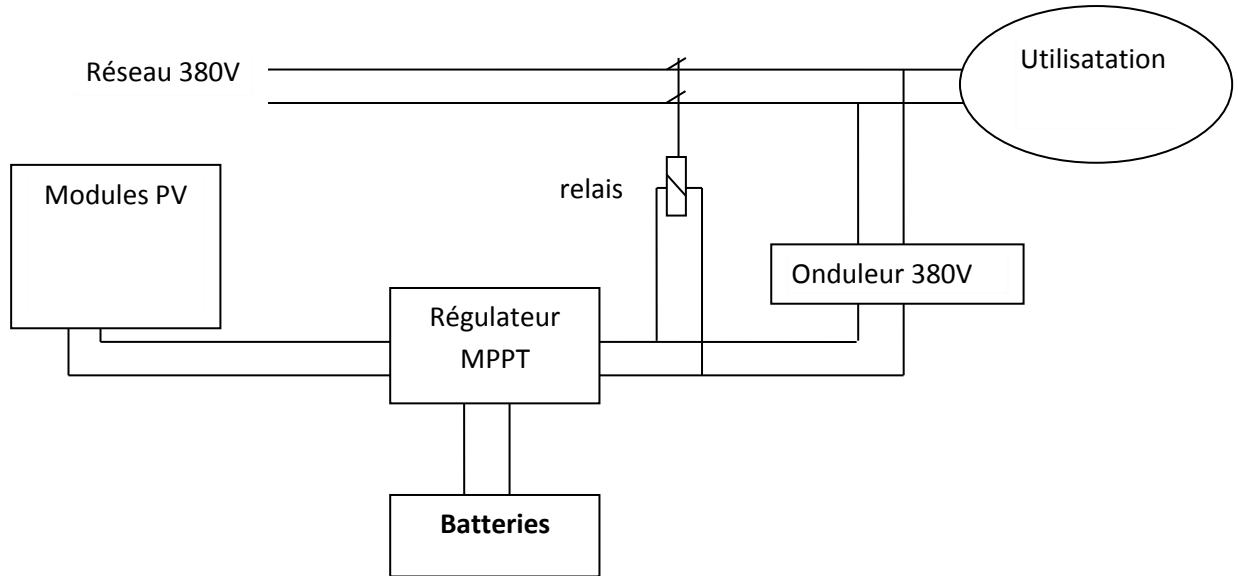 Utilisatation
Réseau 380V
Modules PV
relais
Onduleur 380V
Régulateur
MPPT
Batteries